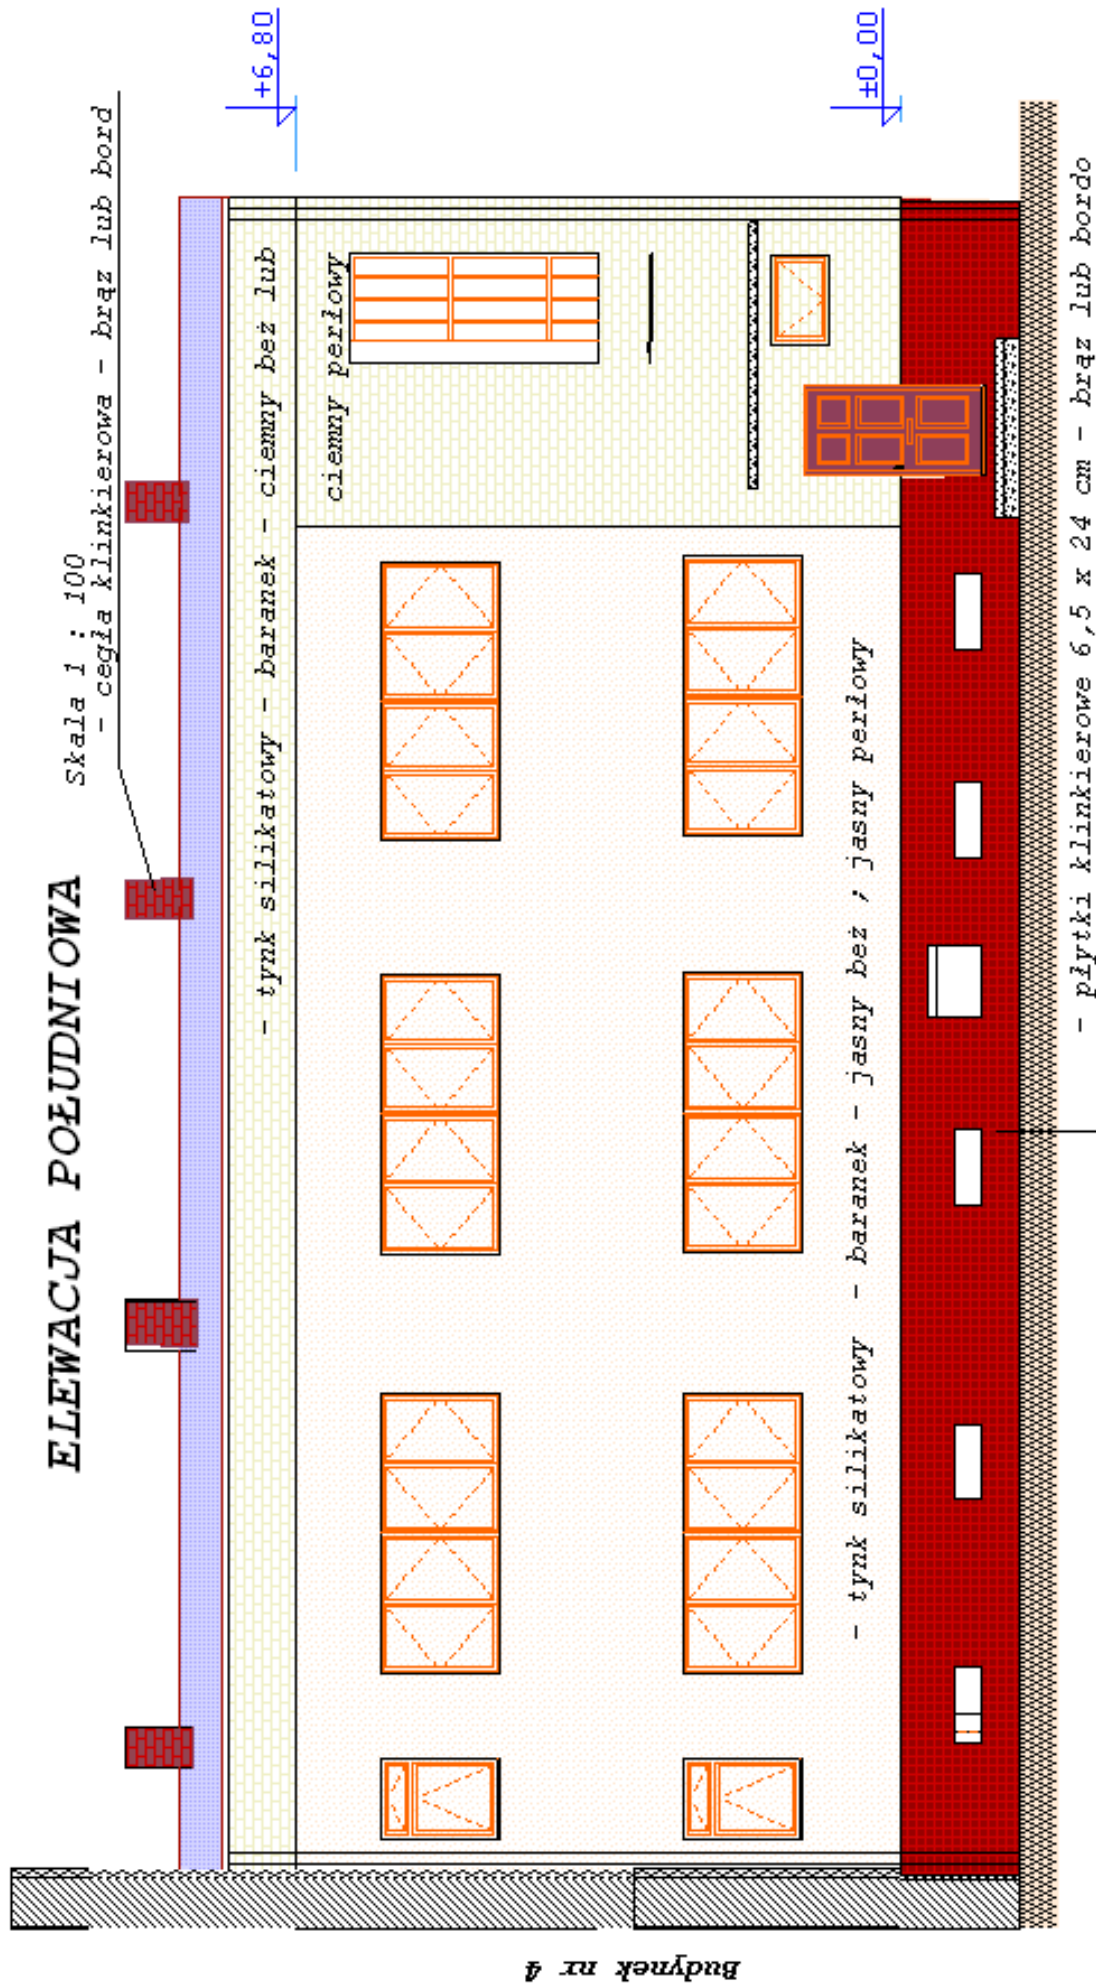 ELEWACJA POŁUDNIOWA
Skala 1 : 100
- cegła klinkierowa - brąz lub bord
+6,80
- tynk silikatowy - baranek - ciemny beż lub
ciemny perłowy
- tynk silikatowy - baranek - jasny beż / jasny perłowy
±0,00
- płytki klinkierowe 6,5 x 24 cm - brąz lub bordo
Budynek nr 4